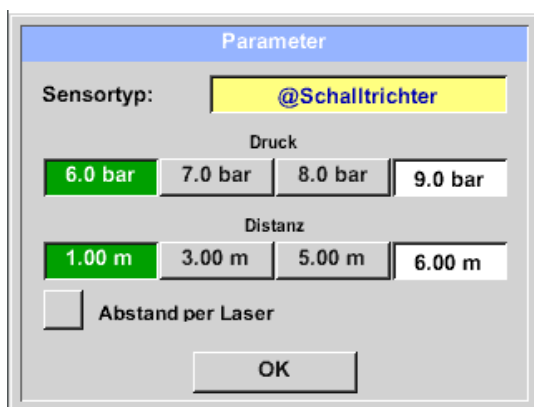 Parameter
Sensortyp: @Schalltrichter
Druck
6.0 bar 7.0 bar 8.0 bar 9.0 bar
Distanz
1.00 m 3.00 m 5.00 m 6.00 m
Abstand per Laser
OK